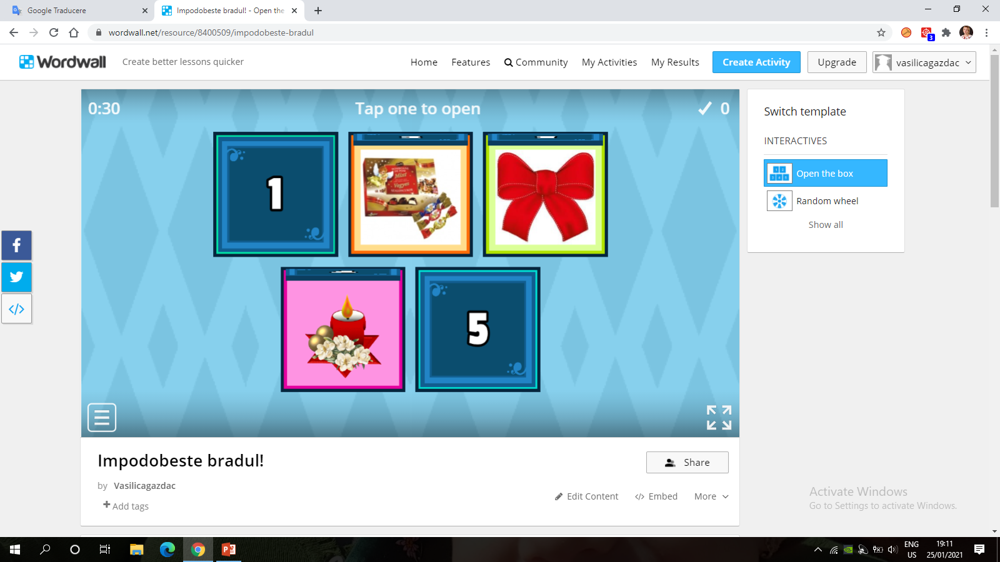 Google Traducere
Impodobeste bradul! - Open the
wordwall.net/resource/8400509/impodobeste-bradul
3
Wordwall
Create better lessons quicker
Home
Features
Community
My Activities
My Results
Create Activity
Upgrade
vasilicagazdac
0:30
Tap one to open
0
1
Mixt
Vegyes
5
Switch template
INTERACTIVES
Open the box
Random wheel
Show all
Impodobeste bradul!
Share
by Vasilicagazdac
Add tags
Edit Content
Embed
More
Activate Windows
Go to Settings to activate Windows.
ENG
US
19:11
25/01/2021